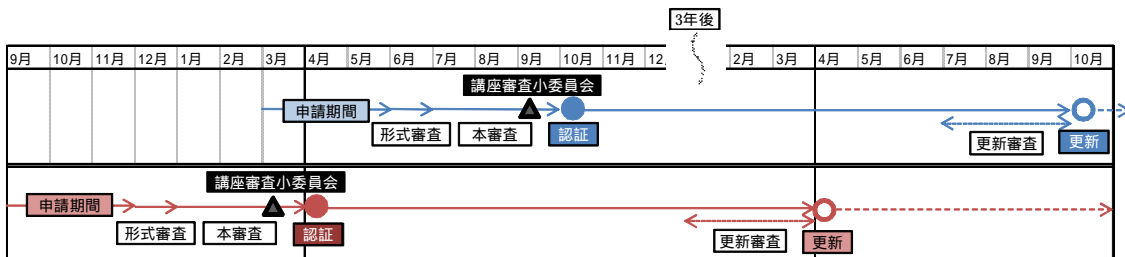 3年後
9月 10月 11月 12月 1月 2月 3月 4月 5月 6月 7月 8月 9月 10月 11月 12月 2月 3月 4月 5月 6月 7月 8月 9月 10月
講座審査小委員会
申請期間
形式審査 本審査 認証 更新審査 更新
講座審査小委員会
申請期間
形式審査 本審査 認証 更新審査 更新